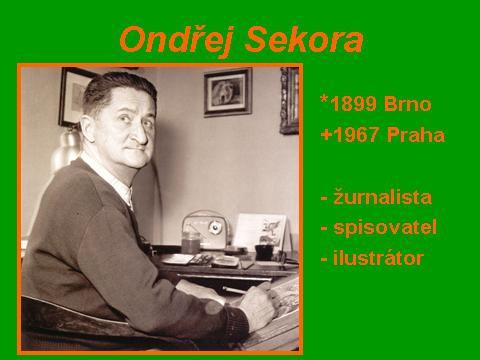 Ondřej Sekora
*1899 Brno
+1967 Praha
- žurnalista
- spisovatel
- ilustrátor